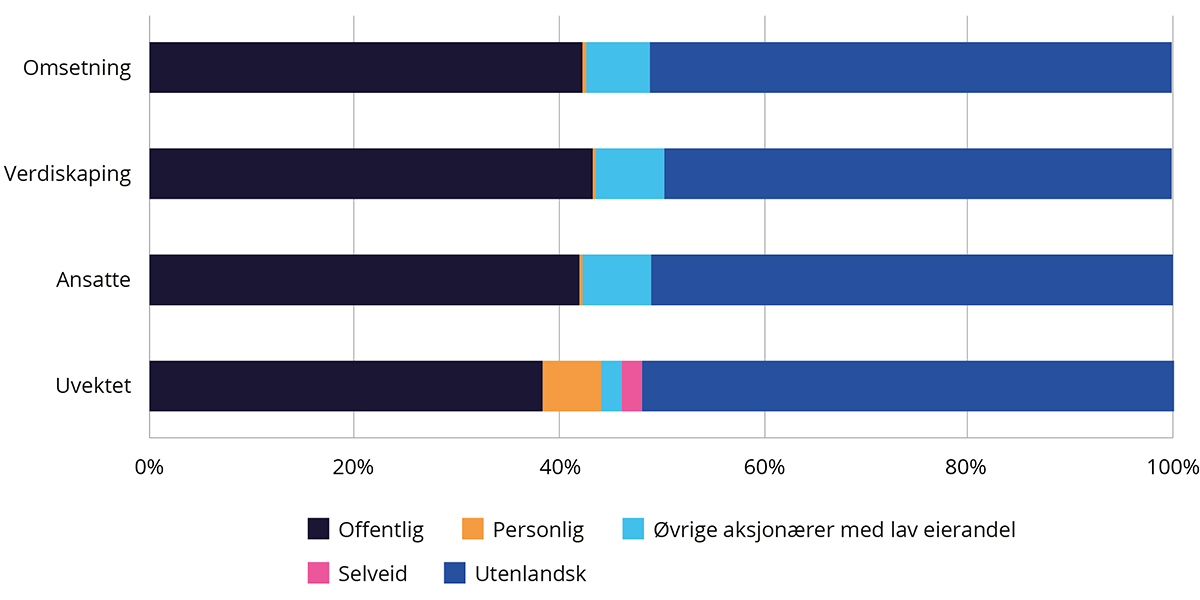 Omsetning
Verdiskaping
Ansatte
Uvektet
0% 20% 40% 60% 80% 100%
Offentlig Personlig Øvrige aksjonærer med lav eierandel
Selveid Utenlandsk